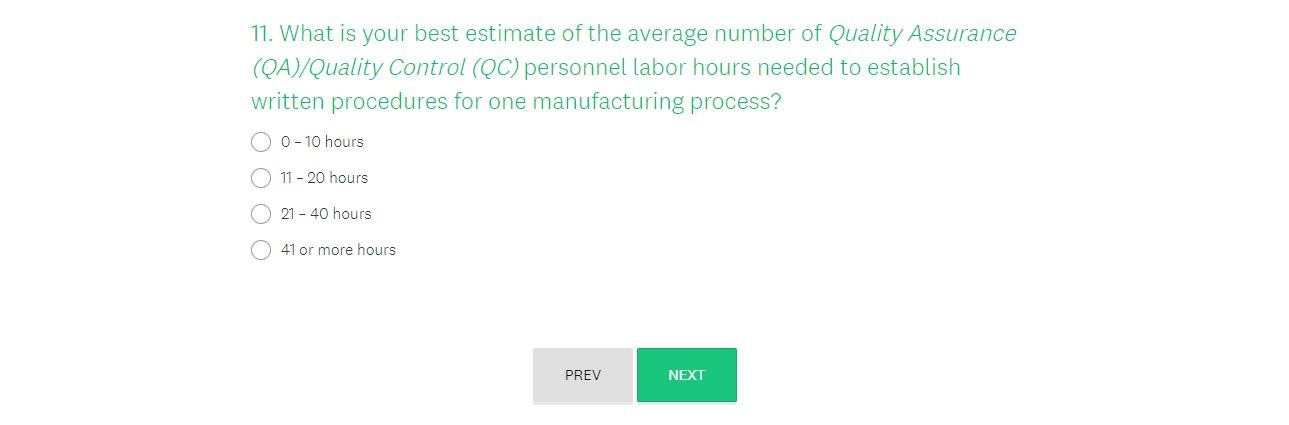 11. What is your best estimate of the average number of Quality Assurance
(QA)/Quality Control (QC) personnel labor hours needed to establish
written procedures for one manufacturing process?
0 – 10 hours
11 – 20 hours
21 – 40 hours
41 or more hours
PREV NEXT